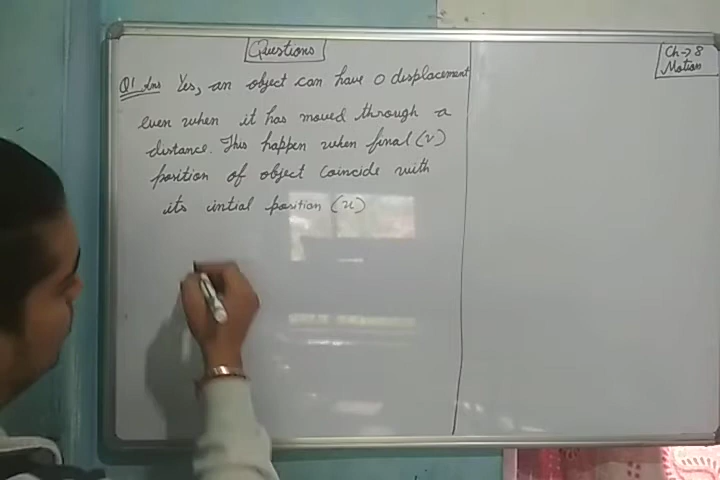 Questions
Ch → 8
Motion
Q1 Ans Yes, an object can have 0 displacement
even when it has moved through a
distance. This happen when final (v)
position of object coincide with
its intial position (u)